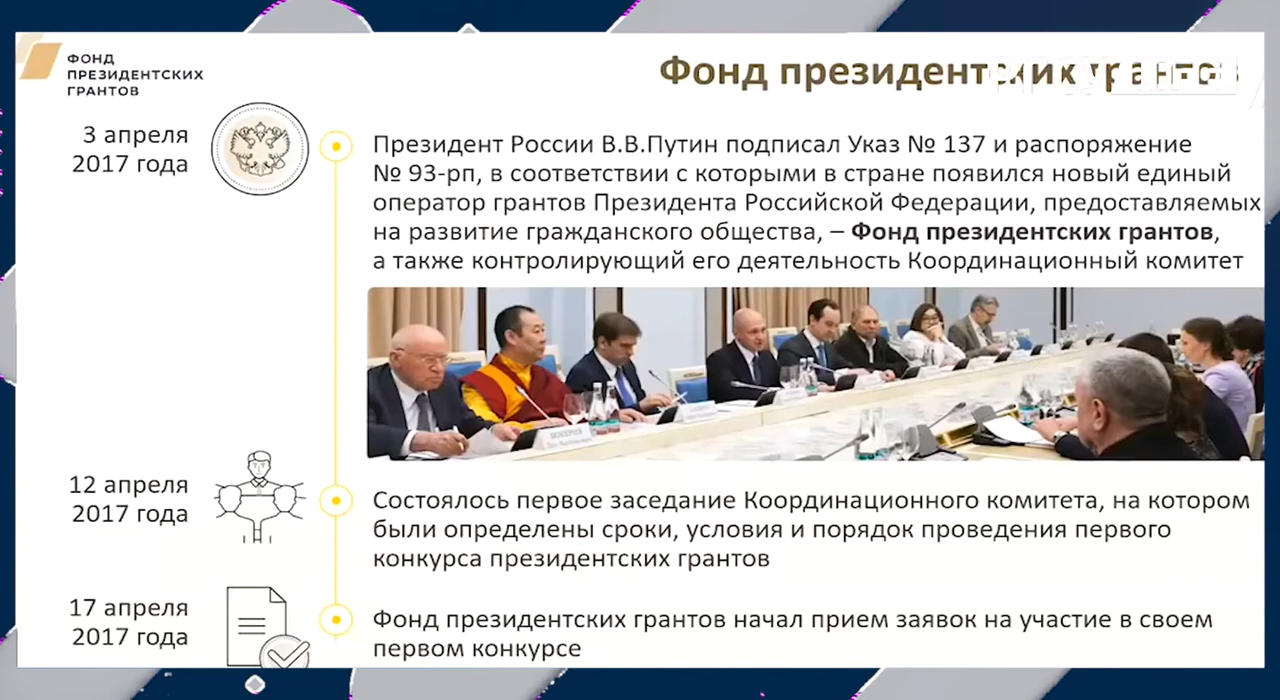 ФОНД
ПРЕЗИДЕНТСКИХ
ГРАНТОВ
Фонд президентских грантов
3 апреля
2017 года
Президент России В.В.Путин подписал Указ № 137 и распоряжение
№ 93-рп, в соответствии с которыми в стране появился новый единый
оператор грантов Президента Российской Федерации, предоставляемых
на развитие гражданского общества, – Фонд президентских грантов,
а также контролирующий его деятельность Координационный комитет
12 апреля
2017 года
Состоялось первое заседание Координационного комитета, на котором
были определены сроки, условия и порядок проведения первого
конкурса президентских грантов
17 апреля
2017 года
Фонд президентских грантов начал прием заявок на участие в своем
первом конкурсе